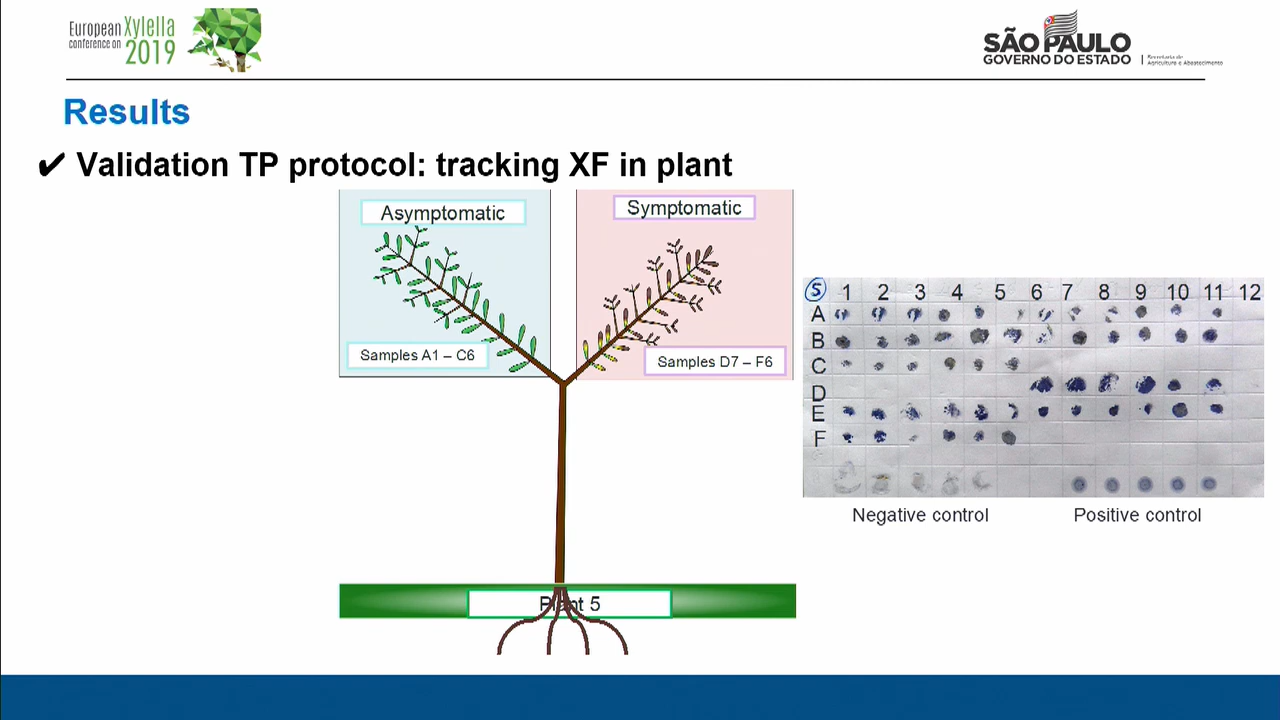 European Xylella
conference on 2019
SÃO PAULO
GOVERNO DO ESTADO
Secretaria de
Agricultura e Abastecimento
Results
✔ Validation TP protocol: tracking XF in plant
Asymptomatic
Symptomatic
Samples A1 – C6
Samples D7 – F6
Plant 5
5 1 2 3 4 5 6 7 8 9 10 11 12
A
B
C
D
E
F
Negative control
Positive control